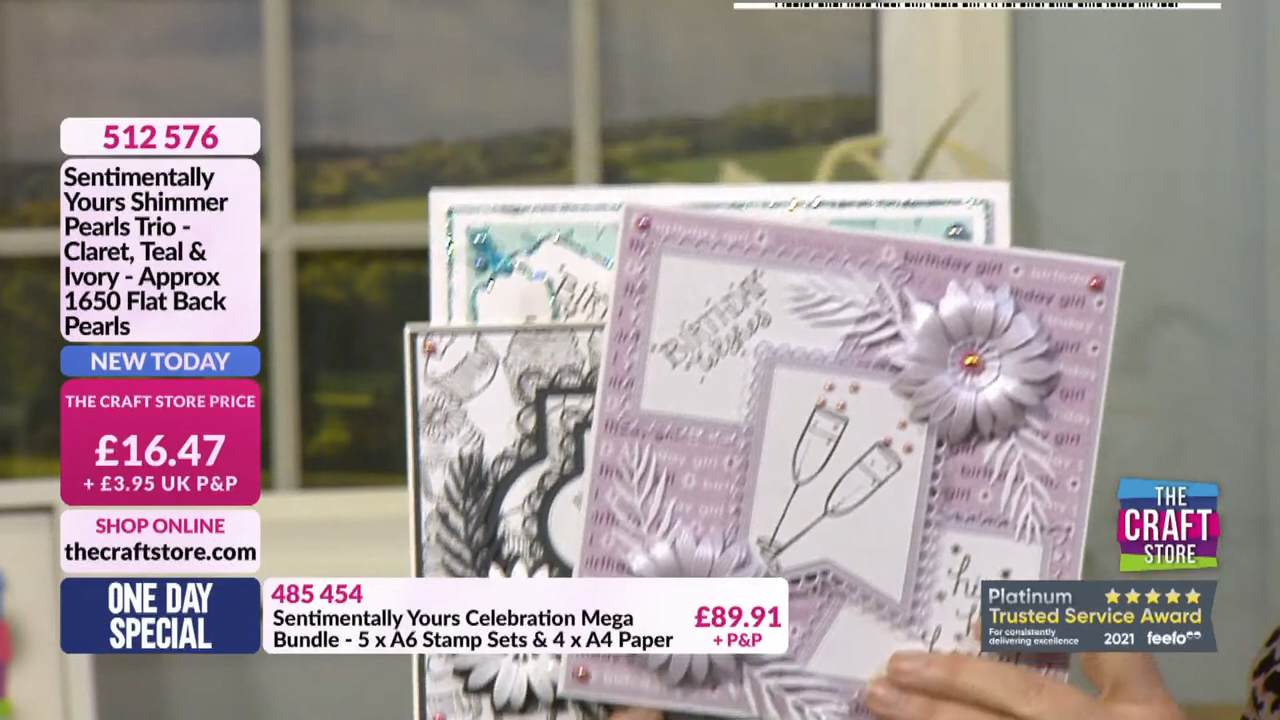 512 576
Sentimentally
Yours Shimmer
Pearls Trio -
Claret, Teal &
Ivory - Approx
1650 Flat Back
Pearls
NEW TODAY
THE CRAFT STORE PRICE
£16.47
+ £3.95 UK P&P
SHOP ONLINE
thecraftstore.com
ONE DAY
SPECIAL
485 454
Sentimentally Yours Celebration Mega
Bundle - 5 x A6 Stamp Sets & 4 x A4 Paper
£89.91
+ P&P
birthday girl
birthday
birthday girl
BIRTHDAY
wishes
THE
CRAFT
STORE
Platinum
Trusted Service Award
For consistently
delivering excellence
2021 feefo